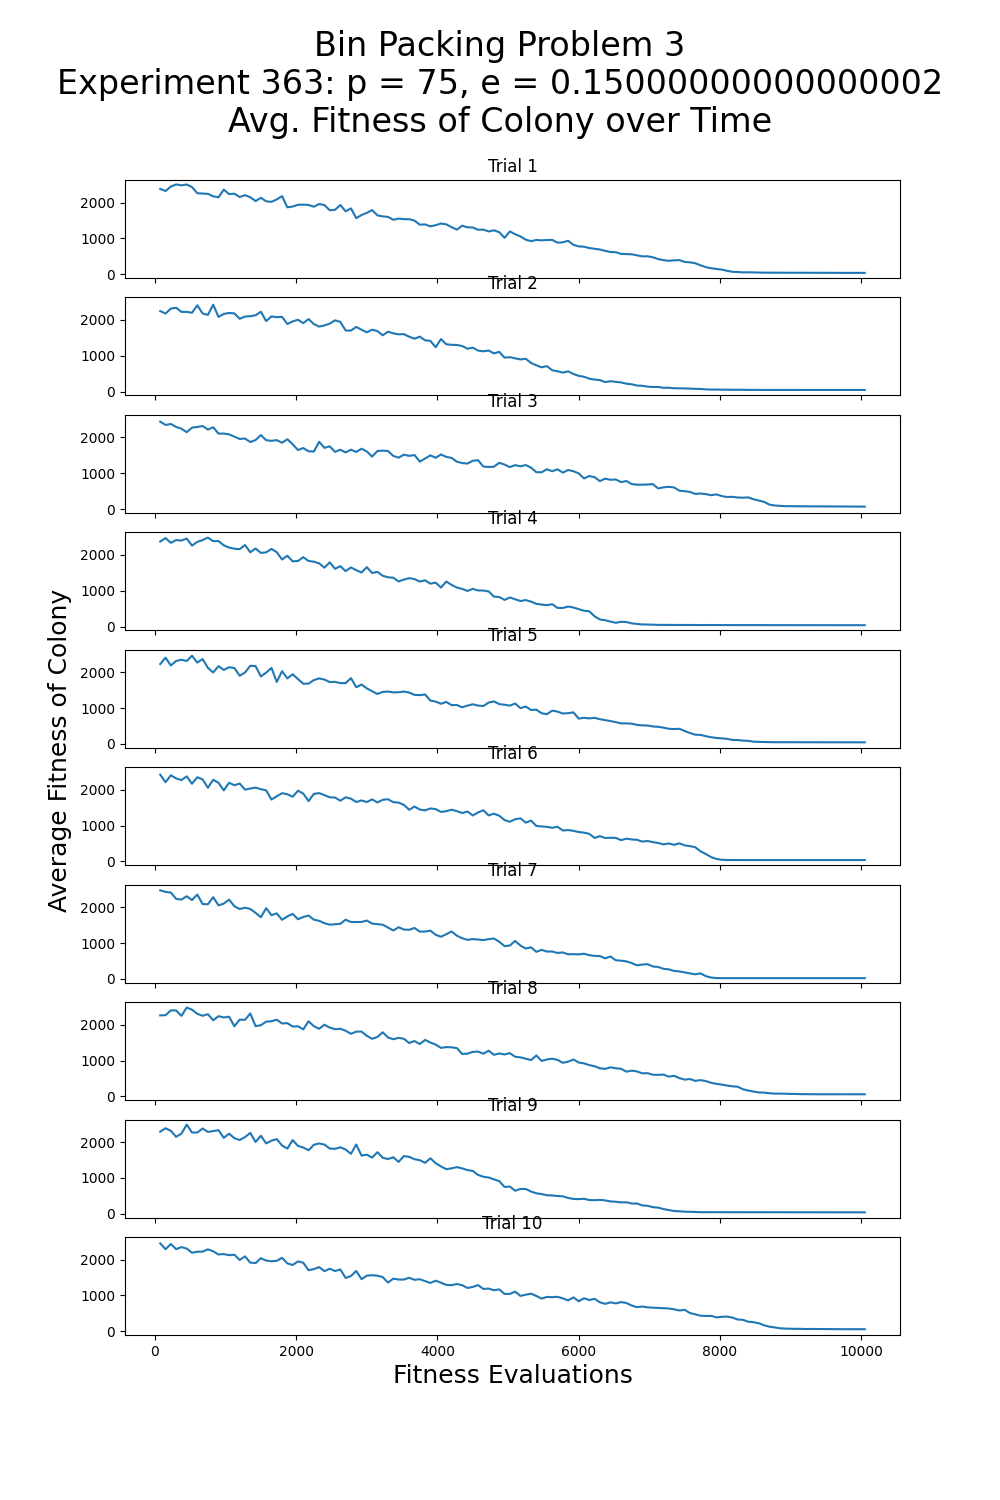 Bin Packing Problem 3
Experiment 363: p = 75, e = 0.15000000000000002
Avg. Fitness of Colony over Time
Trial 1
2000
1000
0
Trial 2
2000
1000
0
Trial 3
2000
1000
0
Trial 4
2000
1000
0
Trial 5
2000
1000
0
Trial 6
2000
1000
0
Trial 7
2000
1000
0
Trial 8
2000
1000
0
Trial 9
2000
1000
0
Trial 10
2000
1000
0
0 2000 4000 6000 8000 10000
Fitness Evaluations
Average Fitness of Colony